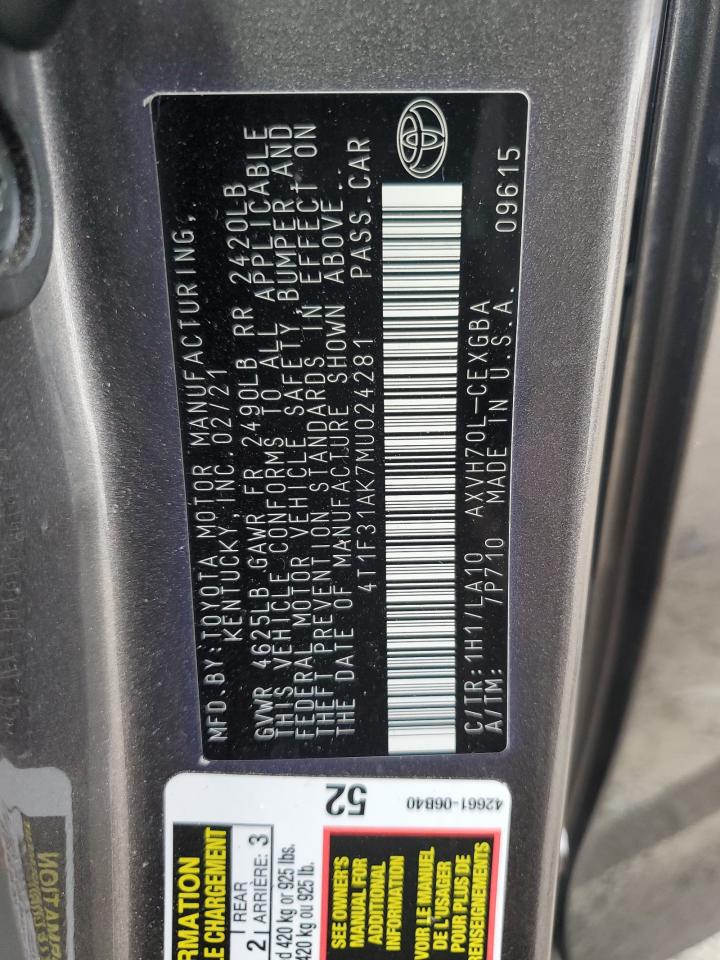 MFD.BY:TOYOTA MOTOR MANUFACTURING,
KENTUCKY, INC. 02/21
GVWR 4625LB GAWR FR 2490LB RR 2420LB
THIS VEHICLE CONFORMS TO ALL APPLICABLE
FEDERAL MOTOR VEHICLE SAFETY,BUMPER,AND
THEFT PREVENTION STANDARDS IN EFFECT ON
THE DATE OF MANUFACTURE SHOWN ABOVE.
4T1F31AK7MU024281 PASS.CAR
C/TR: 1H1/LA10 AXVH70L-CEXGBA
A/TM: 7P710 MADE IN U.S.A. 09615
52
42661-06B40
2 REAR
ARRIÈRE: 3
420 kg or 925 lbs.
420 kg ou 925 lb.
SEE OWNER'S
MANUAL FOR
ADDITIONAL
INFORMATION
VOIR LE MANUEL
DE L'USAGER
POUR PLUS DE
RENSEIGNEMENTS